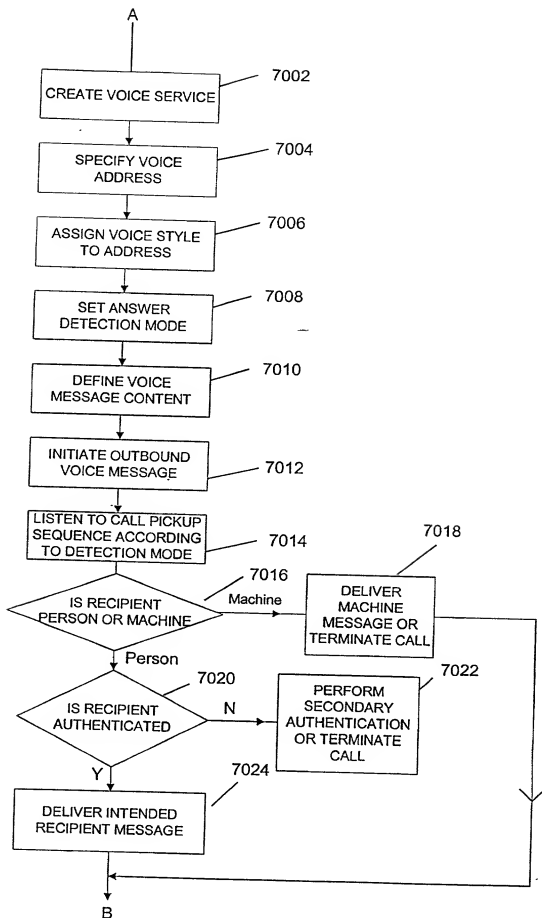 A
CREATE VOICE SERVICE
7002
SPECIFY VOICE
ADDRESS
7004
ASSIGN VOICE STYLE
TO ADDRESS
7006
SET ANSWER
DETECTION MODE
7008
DEFINE VOICE
MESSAGE CONTENT
7010
INITIATE OUTBOUND
VOICE MESSAGE
7012
LISTEN TO CALL PICKUP
SEQUENCE ACCORDING
TO DETECTION MODE
7014
IS RECIPIENT
PERSON OR MACHINE
7016
Machine
DELIVER
MACHINE
MESSAGE OR
TERMINATE CALL
7018
Person
IS RECIPIENT
AUTHENTICATED
7020
N
PERFORM
SECONDARY
AUTHENTICATION
OR TERMINATE
CALL
7022
Y
DELIVER INTENDED
RECIPIENT MESSAGE
7024
B